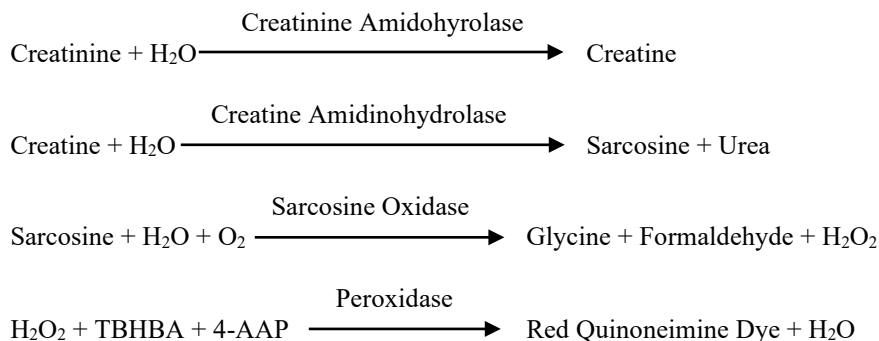 Creatinine Amidohyrolase
Creatinine + H₂O Creatine
Creatine Amidinohydrolase
Creatine + H₂O Sarcosine + Urea
Sarcosine Oxidase
Sarcosine + H₂O + O₂ Glycine + Formaldehyde + H₂O₂
Peroxidase
H₂O₂ + TBHBA + 4-AAP Red Quinoneimine Dye + H₂O